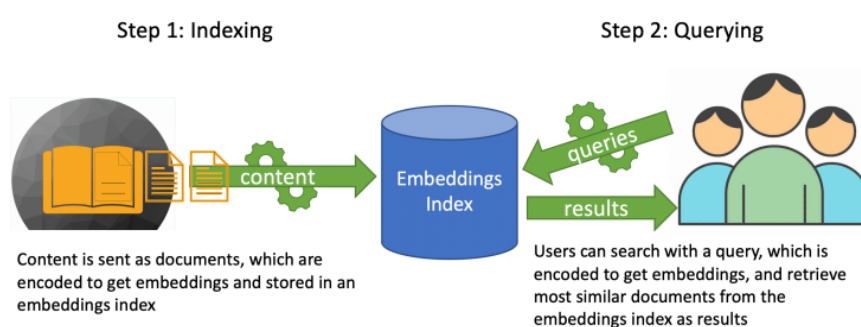 Step 1: Indexing
Step 2: Querying
content
Embeddings
Index
queries
results
Content is sent as documents, which are
encoded to get embeddings and stored in an
embeddings index
Users can search with a query, which is
encoded to get embeddings, and retrieve
most similar documents from the
embeddings index as results